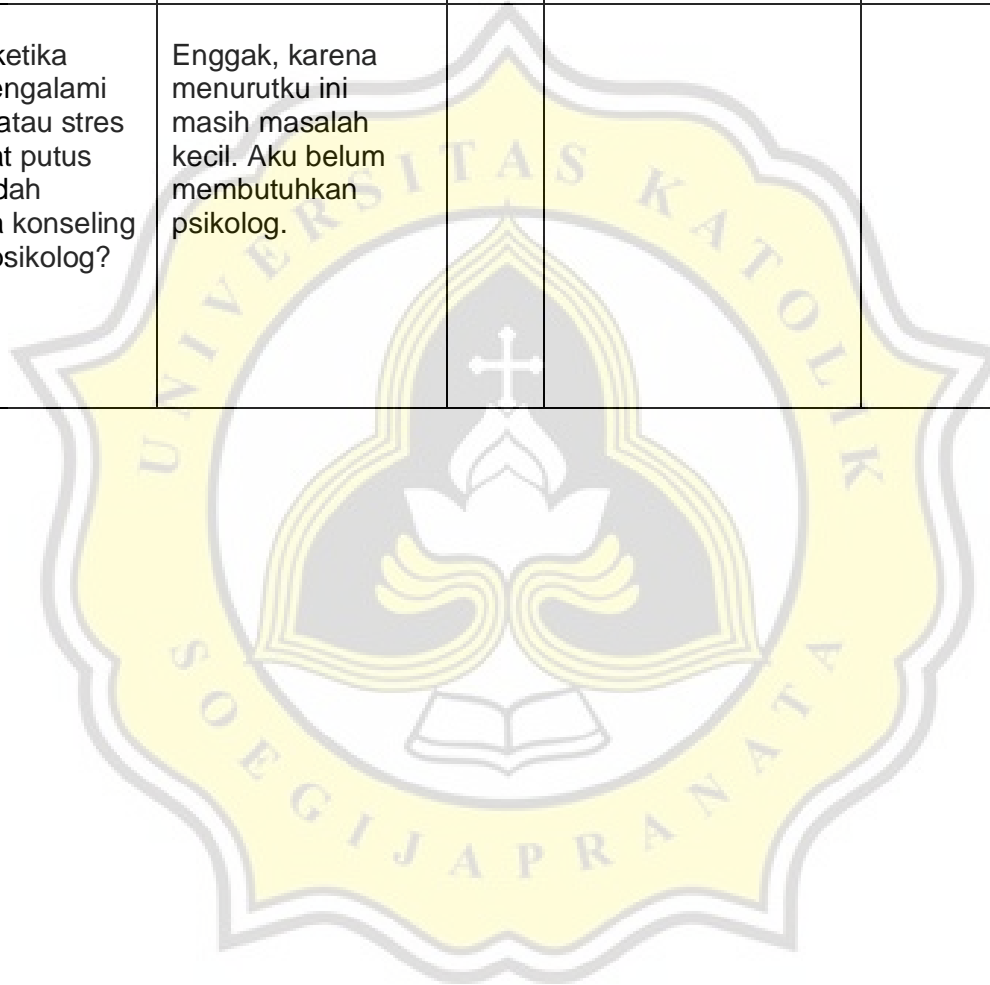 ketika
engalami
atau stres
at putus
dah
a konseling
psikolog?
Enggak, karena
menurutku ini
masih masalah
kecil. Aku belum
membutuhkan
psikolog.
UNIVERSITAS KATOLIK
SOEGIJAPRANATA